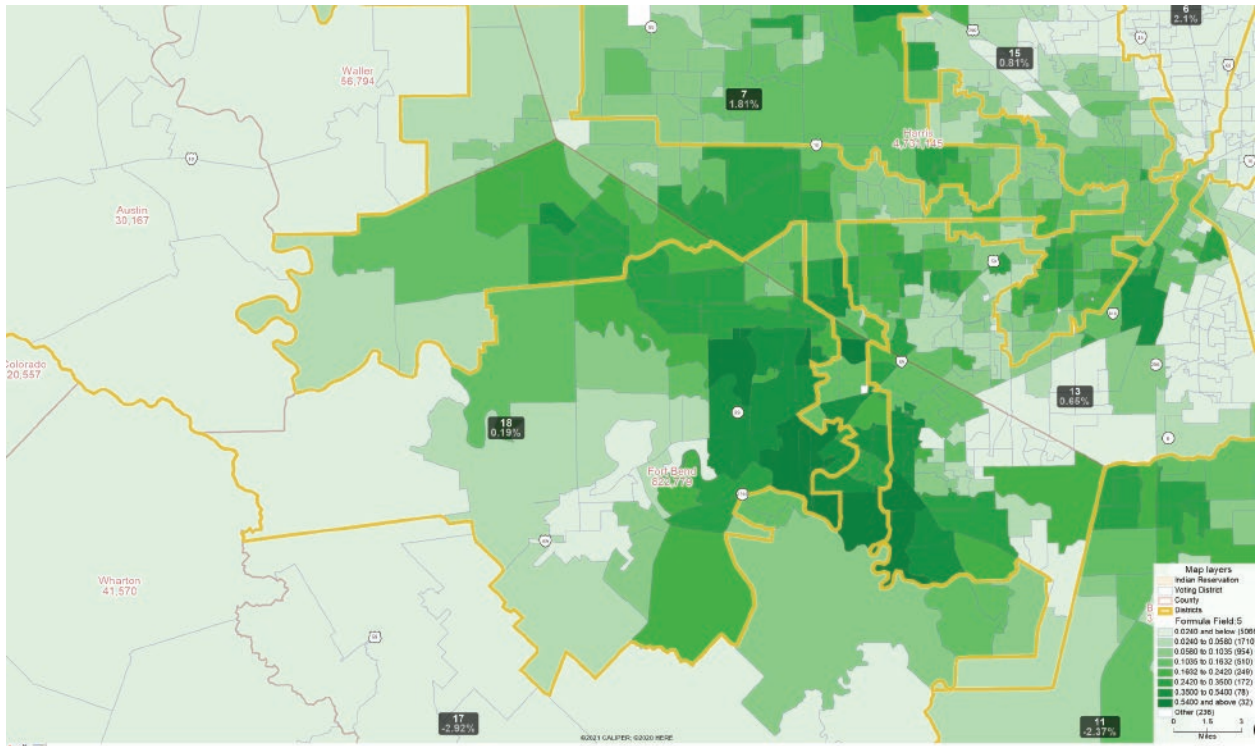 6
2.1%
15
0.81%
Waller
56,794
7
1.81%
Harris
Austin
30,167
Colorado
20,557
13
0.65%
18
0.19%
Fort Bend
822,779
Wharton
41,570
17
-2.92%
11
-2.37%
©2021 CALIPER; ©2020 HERE
Map layers
Indian Reservation
Voting District
County
Districts
Formula Field:5
0.0240 and below
0.0240 to 0.0580 (1710)
0.0580 to 0.1035 (954)
0.1035 to 0.1632 (510)
0.1632 to 0.2420 (249)
0.2420 to 0.3500 (172)
0.3500 to 0.5400 (78)
0.5400 and above (32)
Other (236)
0 1.5 3
Miles